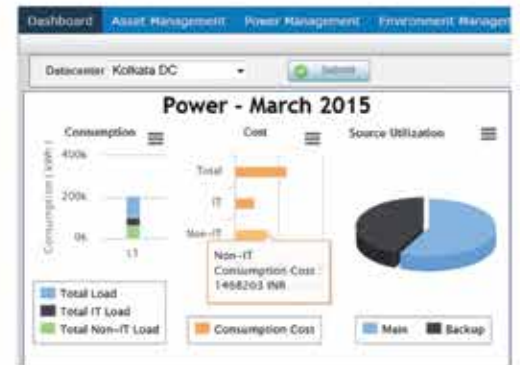 Dashboard Asset Management Power Management Environment Manager
Datacenter Kolkata DC Submit
Power - March 2015
Consumption Cost Source Utilization
Consumption (kWh)
400k
200k
0k
LT
Total
IT
Non-IT
Non-IT
Consumption Cost
1468203 INR
Total Load
Total IT Load
Total Non-IT Load
Consumption Cost
Main Backup